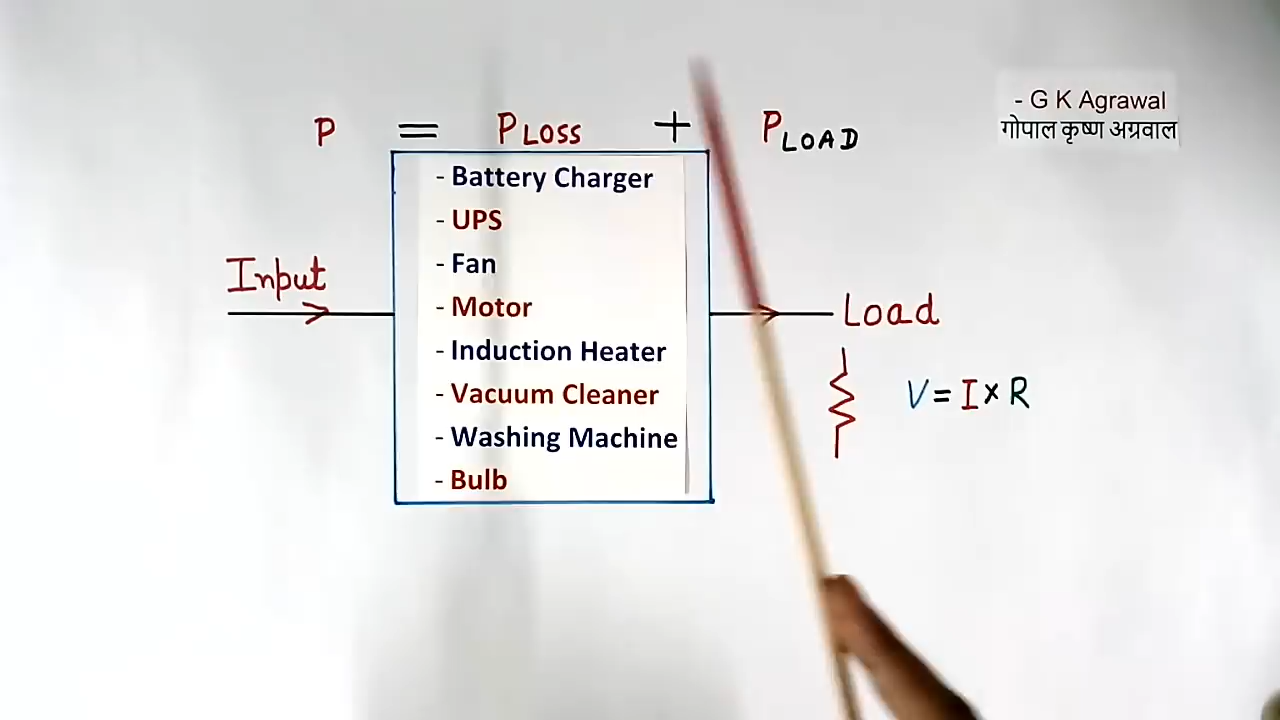 - G K Agrawal
गोपाल कृष्ण अग्रवाल
P = PLOSS + PLOAD
- Battery Charger
- UPS
- Fan
- Motor
- Induction Heater
- Vacuum Cleaner
- Washing Machine
- Bulb
Input
Load
V = I × R